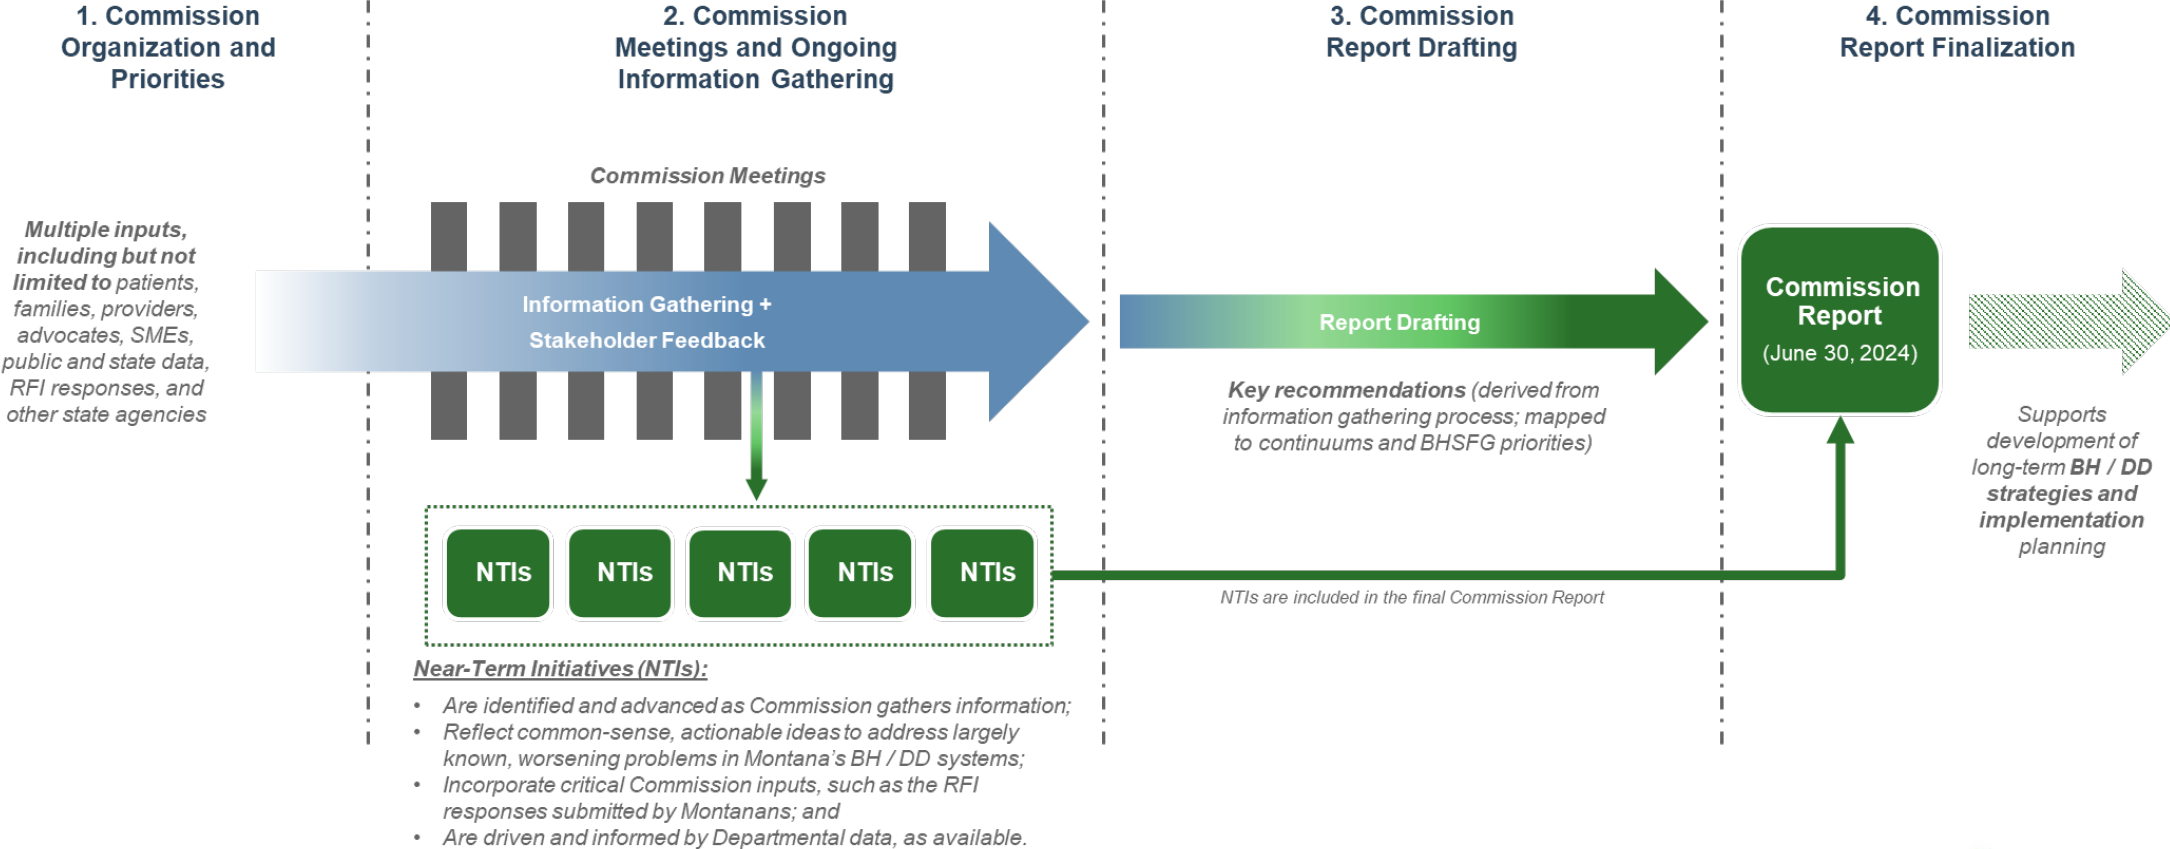 1. Commission
Organization and
Priorities
2. Commission
Meetings and Ongoing
Information Gathering
3. Commission
Report Drafting
4. Commission
Report Finalization
Multiple inputs,
including but not
limited to patients,
families, providers,
advocates, SMEs,
public and state data,
RFI responses, and
other state agencies
Commission Meetings
Information Gathering +
Stakeholder Feedback
NTIs
NTIs
NTIs
NTIs
NTIs
Near-Term Initiatives (NTIs):
• Are identified and advanced as Commission gathers information;
• Reflect common-sense, actionable ideas to address largely
known, worsening problems in Montana's BH / DD systems;
• Incorporate critical Commission inputs, such as the RFI
responses submitted by Montanans; and
• Are driven and informed by Departmental data, as available.
Report Drafting
Key recommendations (derived from
information gathering process; mapped
to continuums and BHSFG priorities)
NTIs are included in the final Commission Report
Commission
Report
(June 30, 2024)
Supports
development of
long-term BH / DD
strategies and
implementation
planning